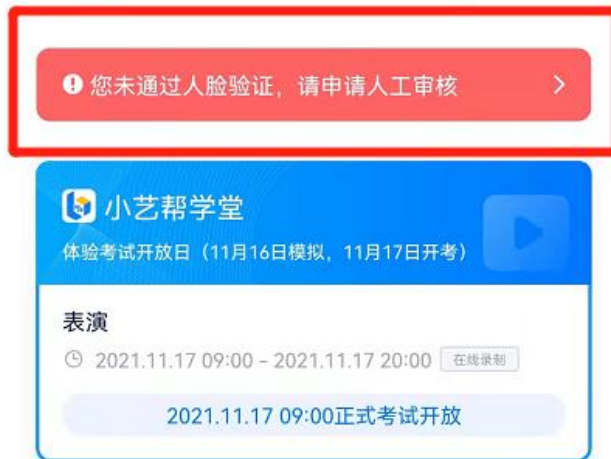 您未通过人脸验证，请申请人工审核
小艺帮学堂
体验考试开放日（11月16日模拟，11月17日开考）
表演
2021.11.17 09:00 - 2021.11.17 20:00 在线录制
2021.11.17 09:00正式考试开放